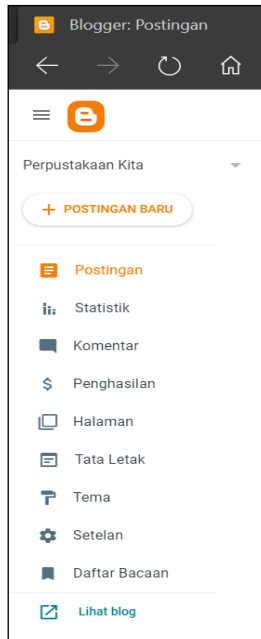 Blogger: Postingan
Perpustakaan Kita
+ POSTINGAN BARU
Postingan
Statistik
Komentar
$ Penghasilan
Halaman
Tata Letak
Tema
Setelan
Daftar Bacaan
Lihat blog